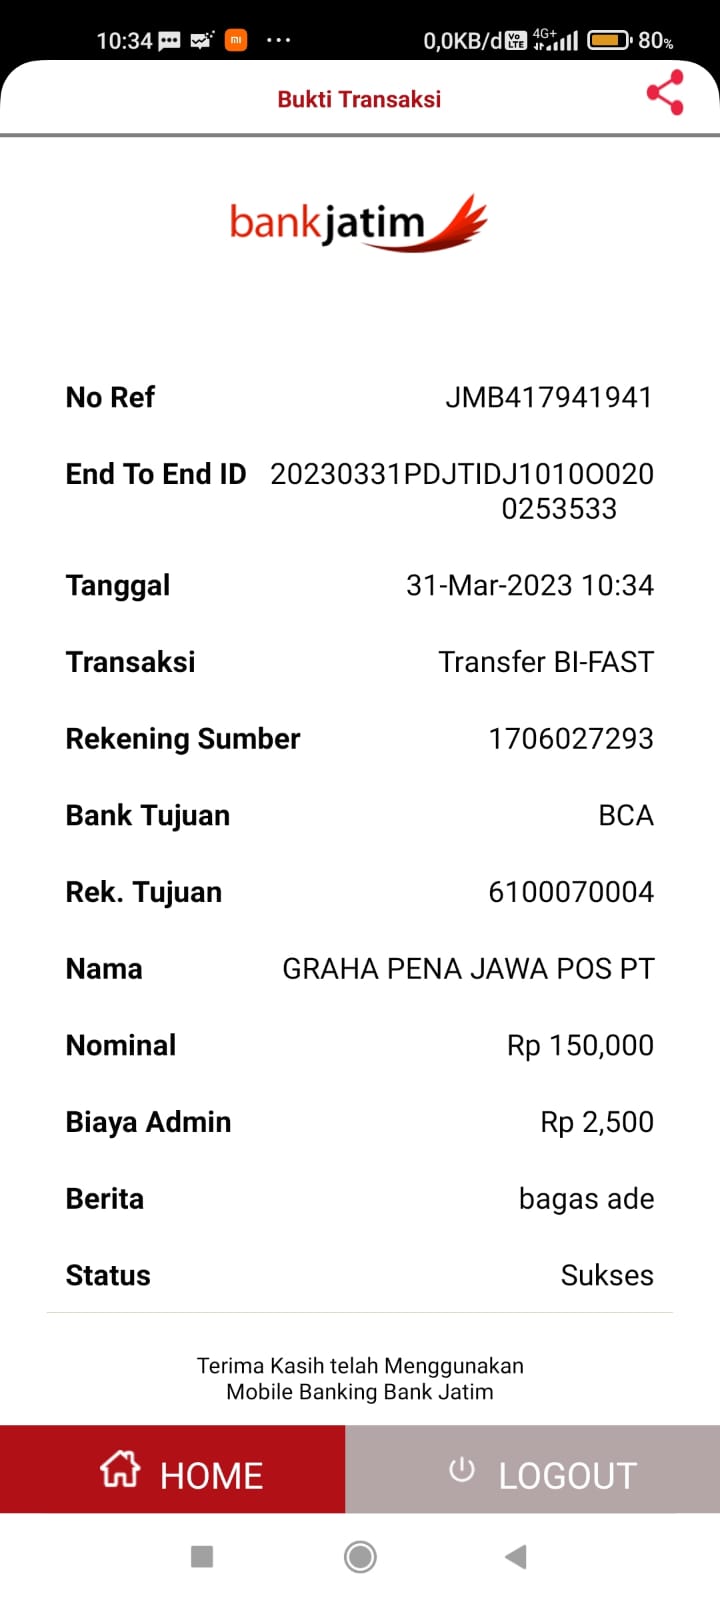 10:34 0,0KB/d Vo LTE 4G+ 80%
Bukti Transaksi
bankjatim
No Ref JMB417941941
End To End ID 20230331PDJTIDJ1010O020
0253533
Tanggal 31-Mar-2023 10:34
Transaksi Transfer BI-FAST
Rekening Sumber 1706027293
Bank Tujuan BCA
Rek. Tujuan 6100070004
Nama GRAHA PENA JAWA POS PT
Nominal Rp 150,000
Biaya Admin Rp 2,500
Berita bagas ade
Status Sukses
Terima Kasih telah Menggunakan
Mobile Banking Bank Jatim
HOME LOGOUT